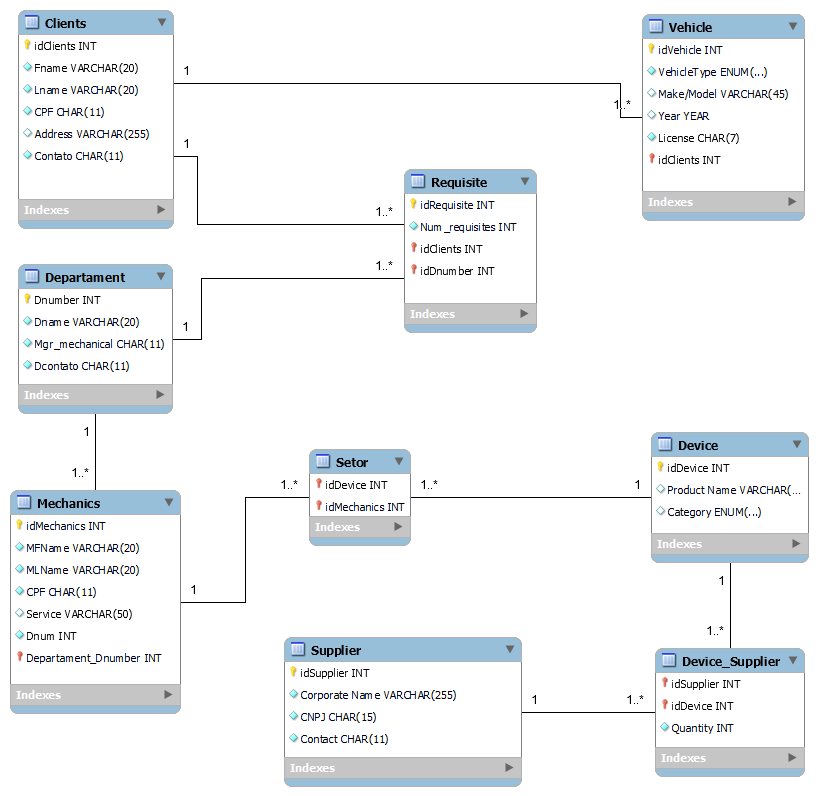 Clients
idClients INT
Fname VARCHAR(20)
Lname VARCHAR(20)
CPF CHAR(11)
Address VARCHAR(255)
Contato CHAR(11)
Indexes
1
1
1..*
Vehicle
idVehicle INT
VehicleType ENUM(...)
Make/Model VARCHAR(45)
Year YEAR
License CHAR(7)
idClients INT
Indexes
1..*
Requisite
idRequisite INT
Num_requisites INT
idClients INT
idDnumber INT
Indexes
1..*
1
Departament
Dnumber INT
Dname VARCHAR(20)
Mgr_mechanical CHAR(11)
Dcontato CHAR(11)
Indexes
1
1..*
Mechanics
idMechanics INT
MFName VARCHAR(20)
MLName VARCHAR(20)
CPF CHAR(11)
Service VARCHAR(50)
Dnum INT
Departament_Dnumber INT
Indexes
1
1..*
Setor
idDevice INT
idMechanics INT
Indexes
1..*
1
Device
idDevice INT
Product Name VARCHAR(...
Category ENUM(...)
Indexes
1
1..*
Supplier
idSupplier INT
Corporate Name VARCHAR(255)
CNPJ CHAR(15)
Contact CHAR(11)
Indexes
1
1..*
Device_Supplier
idSupplier INT
idDevice INT
Quantity INT
Indexes